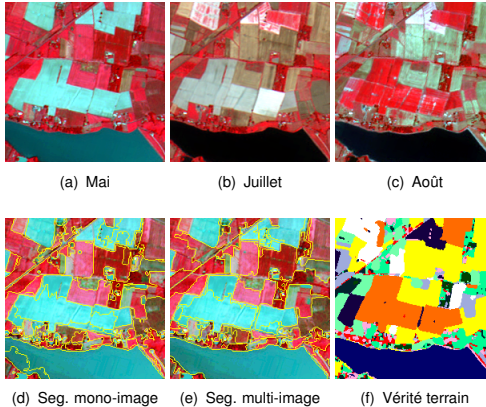 (a) Mai
(b) Juillet
(c) Août
(d) Seg. mono-image
(e) Seg. multi-image
(f) Vérité terrain